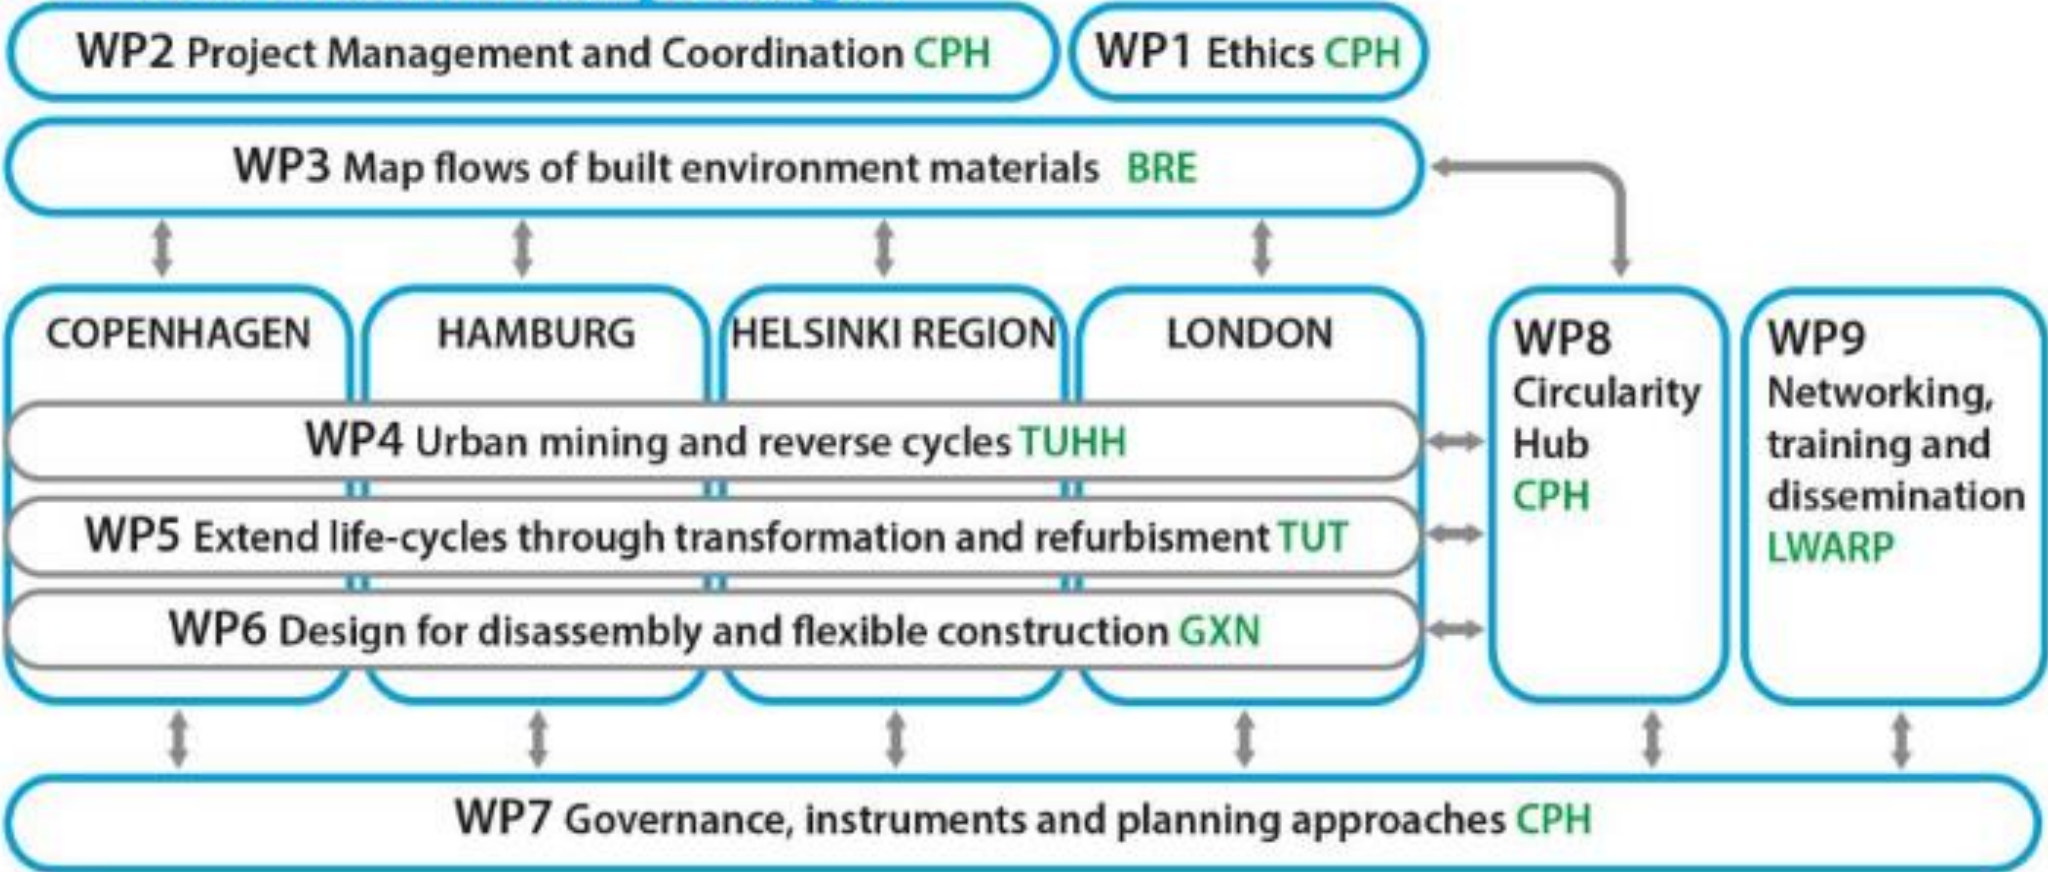 WP2 Project Management and Coordination CPH
WP1 Ethics CPH
WP3 Map flows of built environment materials BRE
COPENHAGEN
HAMBURG
HELSINKI REGION
LONDON
WP4 Urban mining and reverse cycles TUHH
WP5 Extend life-cycles through transformation and refurbisment TUT
WP6 Design for disassembly and flexible construction GXN
WP8
Circularity
Hub
CPH
WP9
Networking,
training and
dissemination
LWARP
WP7 Governance, instruments and planning approaches CPH